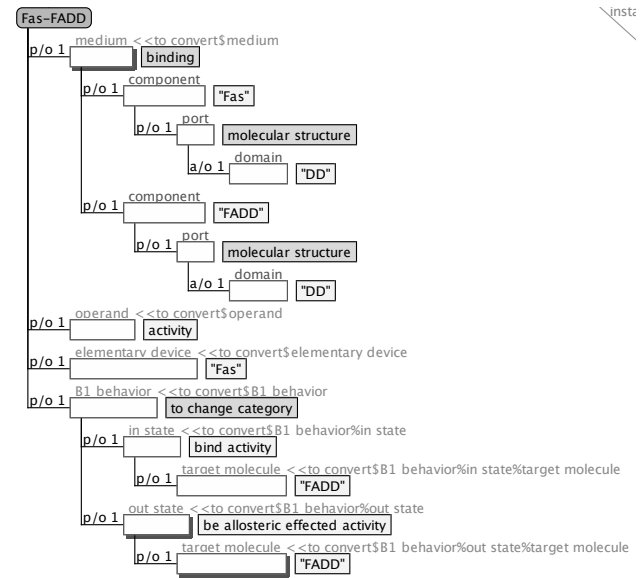 Fas-FADD
insta
medium <<to convert$medium
p/o 1 binding
component
p/o 1 "Fas"
port
p/o 1 molecular structure
domain
a/o 1 "DD"
component
p/o 1 "FADD"
port
p/o 1 molecular structure
domain
a/o 1 "DD"
operand <<to convert$operand
p/o 1 activity
elementary device <<to convert$elementary device
p/o 1 "Fas"
B1 behavior <<to convert$B1 behavior
p/o 1 to change category
in state <<to convert$B1 behavior%in state
p/o 1 bind activity
target molecule <<to convert$B1 behavior%in state%target molecule
p/o 1 "FADD"
out state <<to convert$B1 behavior%out state
p/o 1 be allosteric effected activity
target molecule <<to convert$B1 behavior%out state%target molecule
p/o 1 "FADD"